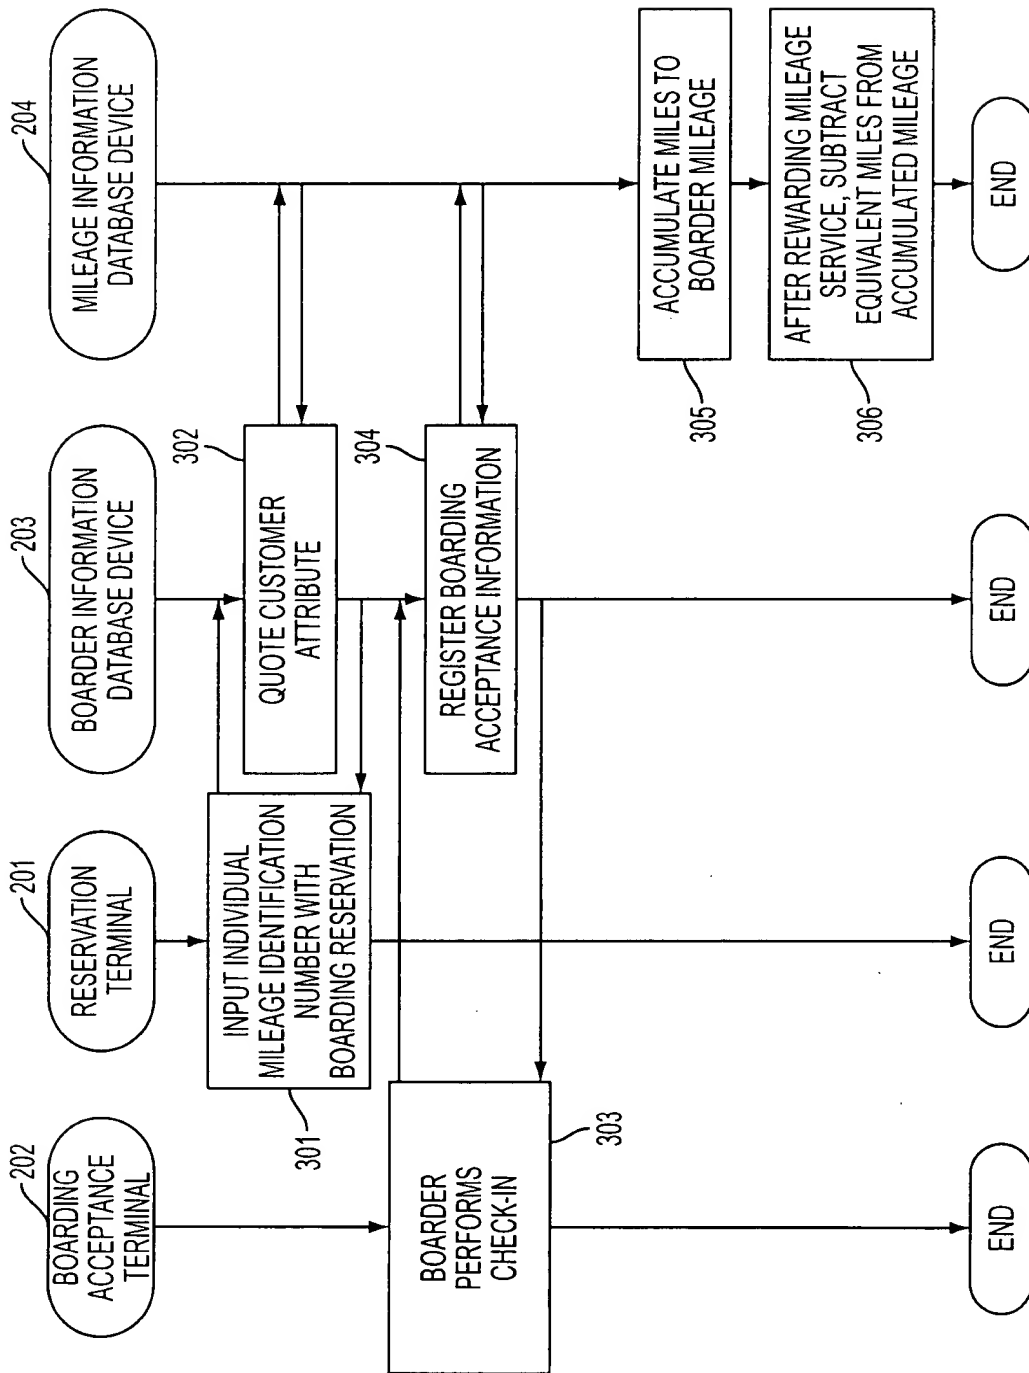 202
BOARDING
ACCEPTANCE
TERMINAL
201
RESERVATION
TERMINAL
203
BOARDER INFORMATION
DATABASE DEVICE
204
MILEAGE INFORMATION
DATABASE DEVICE
INPUT INDIVIDUAL
MILEAGE IDENTIFICATION
NUMBER WITH
BOARDING RESERVATION
301
302
QUOTE CUSTOMER
ATTRIBUTE
BOARDER
PERFORMS
CHECK-IN
303
304
REGISTER BOARDING
ACCEPTANCE INFORMATION
ACCUMULATE MILES TO
BOARDER MILEAGE
305
AFTER REWARDING MILEAGE
SERVICE, SUBTRACT
EQUIVALENT MILES FROM
ACCUMULATED MILEAGE
306
END
END
END
END